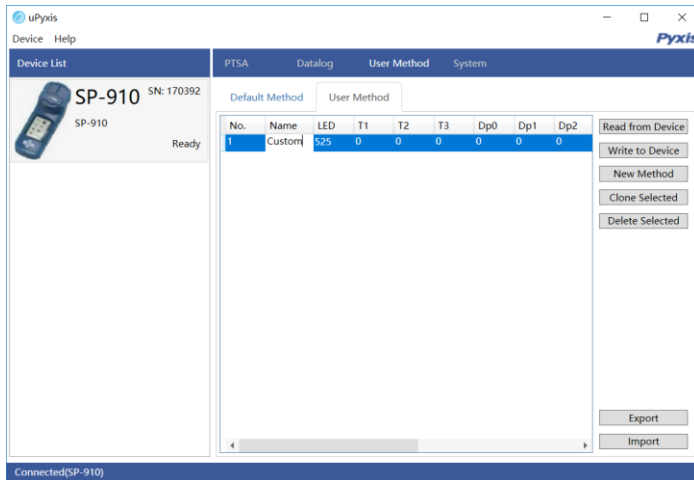 uPyxis
Device Help
Pyxis
Device List
SP-910 SN: 170392
SP-910
Ready
PTSA Datalog User Method System
Default Method User Method
No. Name LED T1 T2 T3 Dp0 Dp1 Dp2
1 Custom 525 0 0 0 0 0 0
Read from Device
Write to Device
New Method
Clone Selected
Delete Selected
Export
Import
Connected(SP-910)